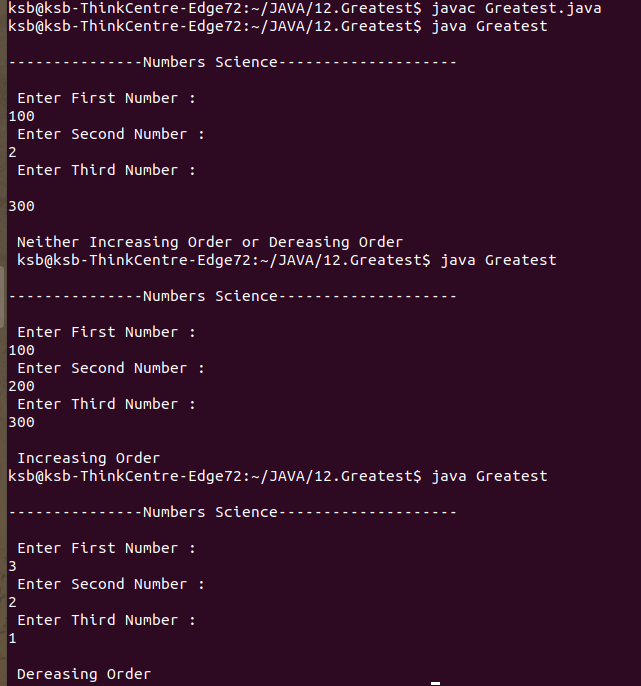 ksb@ksb-ThinkCentre-Edge72:~/JAVA/12.Greatest$ javac Greatest.java
ksb@ksb-ThinkCentre-Edge72:~/JAVA/12.Greatest$ java Greatest
---------------Numbers Science--------------------
Enter First Number :
100
Enter Second Number :
2
Enter Third Number :
300
Neither Increasing Order or Dereasing Order
ksb@ksb-ThinkCentre-Edge72:~/JAVA/12.Greatest$ java Greatest
---------------Numbers Science--------------------
Enter First Number :
100
Enter Second Number :
200
Enter Third Number :
300
Increasing Order
ksb@ksb-ThinkCentre-Edge72:~/JAVA/12.Greatest$ java Greatest
---------------Numbers Science--------------------
Enter First Number :
3
Enter Second Number :
2
Enter Third Number :
1
Dereasing Order